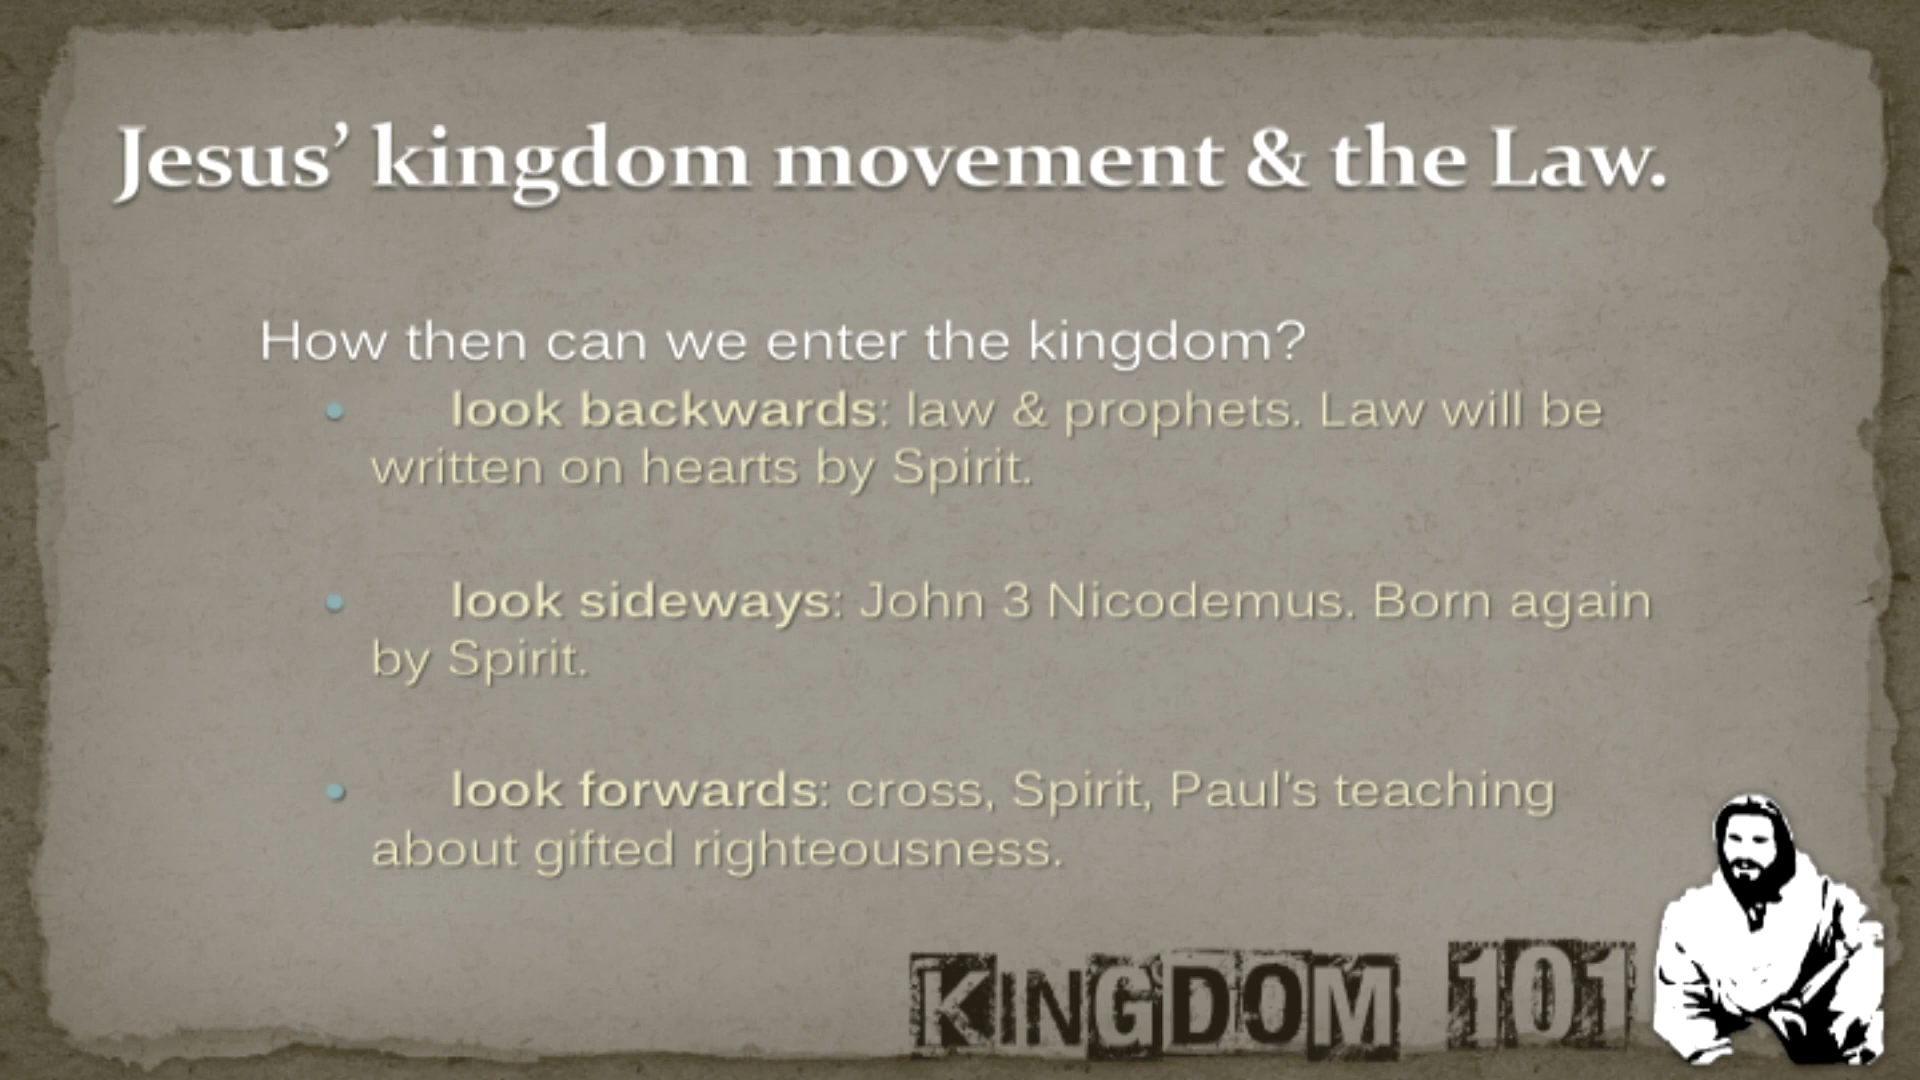 Jesus’ kingdom movement & the Law.
How then can we enter the kingdom?
• look backwards: law & prophets. Law will be
written on hearts by Spirit.
• look sideways: John 3 Nicodemus. Born again
by Spirit.
• look forwards: cross, Spirit, Paul's teaching
about gifted righteousness.
KINGDOM 101